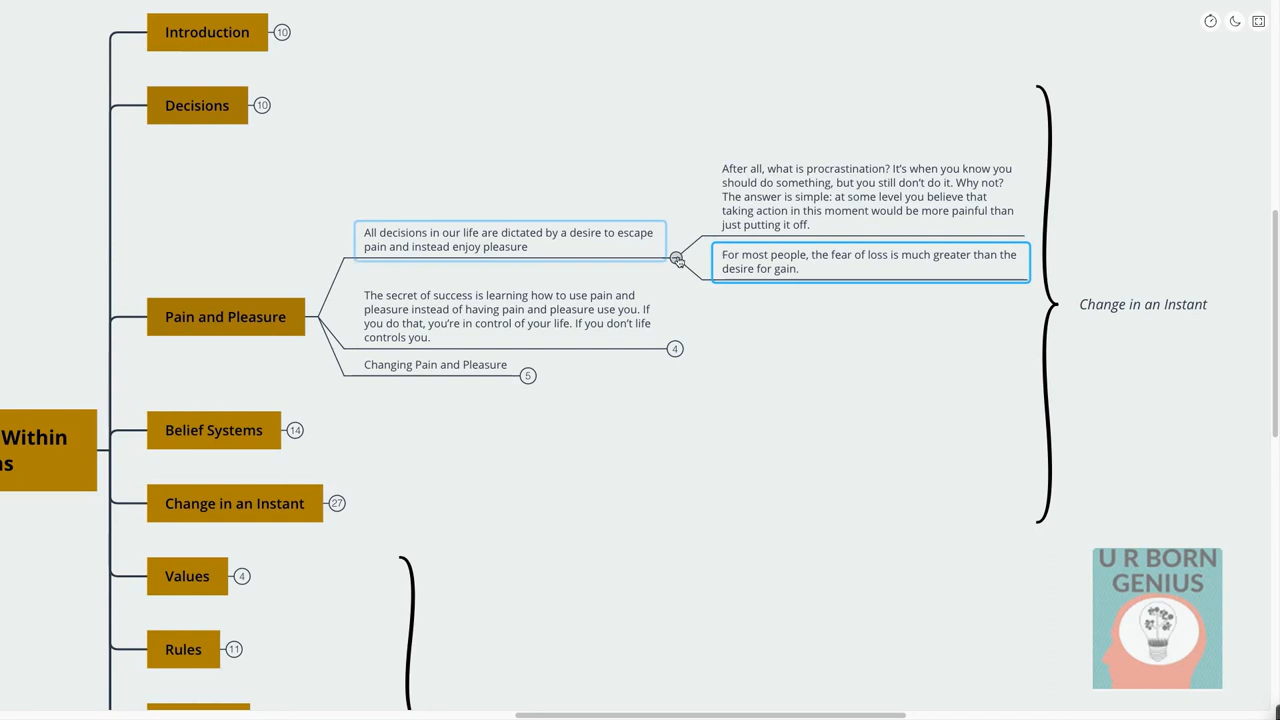 Introduction
10
Decisions
10
After all, what is procrastination? It's when you know you
should do something, but you still don't do it. Why not?
The answer is simple: at some level you believe that
taking action in this moment would be more painful than
just putting it off.
All decisions in our life are dictated by a desire to escape
pain and instead enjoy pleasure
For most people, the fear of loss is much greater than the
desire for gain.
Pain and Pleasure
The secret of success is learning how to use pain and
pleasure instead of having pain and pleasure use you. If
you do that, you're in control of your life. If you don't life
controls you.
4
Changing Pain and Pleasure
5
Change in an Instant
Within
Belief Systems
14
Change in an Instant
27
Values
4
Rules
11
U R BORN
GENIUS